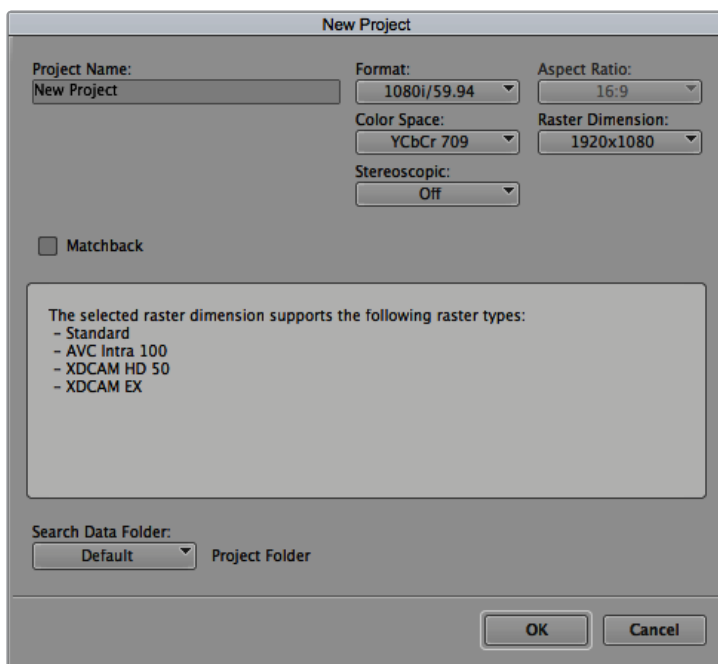 New Project
Project Name:
New Project
Format:
1080i/59.94
Aspect Ratio:
16:9
Color Space:
YCbCr 709
Raster Dimension:
1920x1080
Stereoscopic:
Off
Matchback
The selected raster dimension supports the following raster types:
– Standard
– AVC Intra 100
– XDCAM HD 50
– XDCAM EX
Search Data Folder:
Default
Project Folder
OK
Cancel